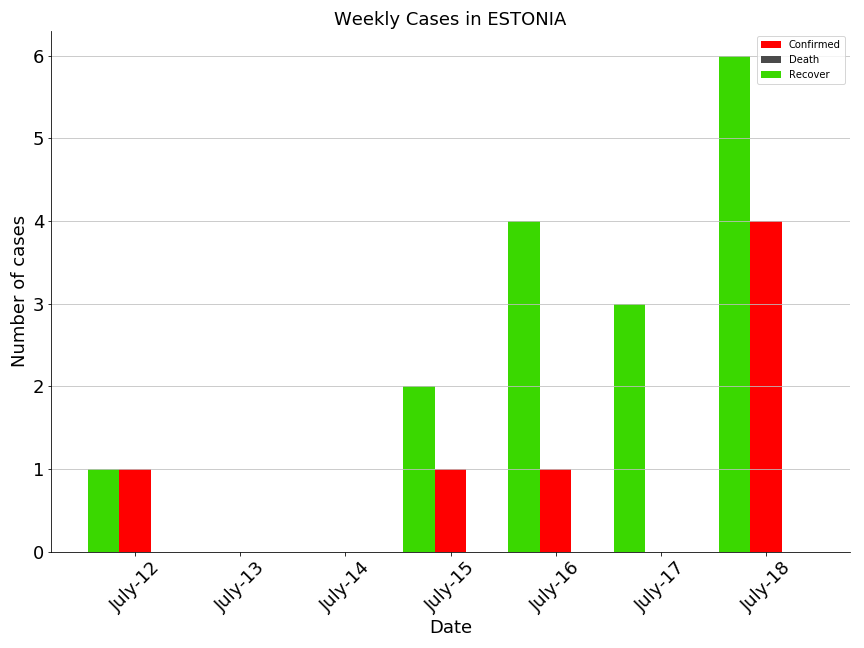 Weekly Cases in ESTONIA
Confirmed
Death
Recover
Number of cases
6
5
4
3
2
1
0
July-12
July-13
July-14
July-15
July-16
July-17
July-18
Date